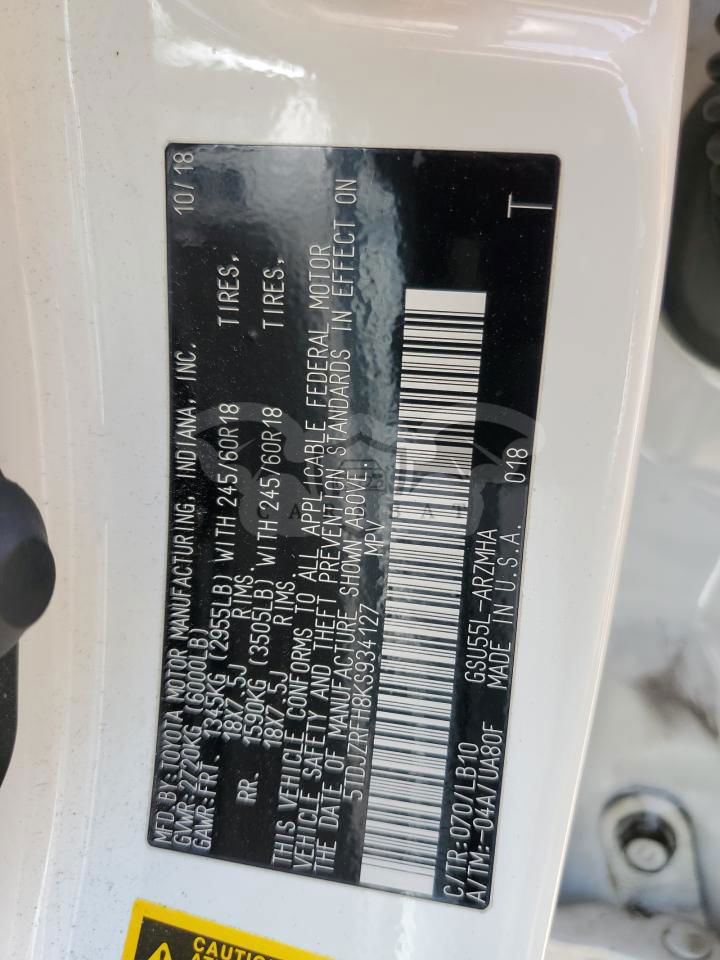 MFD.BY:TOYOTA MOTOR MANUFACTURING, INDIANA, INC. 10/18
GVWR:2720KG (6000LB)
GAWR:FRT. 1345KG (2955LB) WITH 245/60R18 TIRES,
18X7.5J RIMS.
RR. 1590KG (3505LB) WITH 245/60R18 TIRES,
18X7.5J RIMS.
THIS VEHICLE CONFORMS TO ALL APPLICABLE FEDERAL MOTOR
VEHICLE SAFETY AND THEFT PREVENTION STANDARDS IN EFFECT ON
THE DATE OF MANUFACTURE SHOWN ABOVE.
5TDJZRFH8KS934127 MPV
T
C/TR:070/LB10 GSU55L-ARZMHA
A/TM:-04A/UA80F MADE IN U.S.A. 018
CAUTION